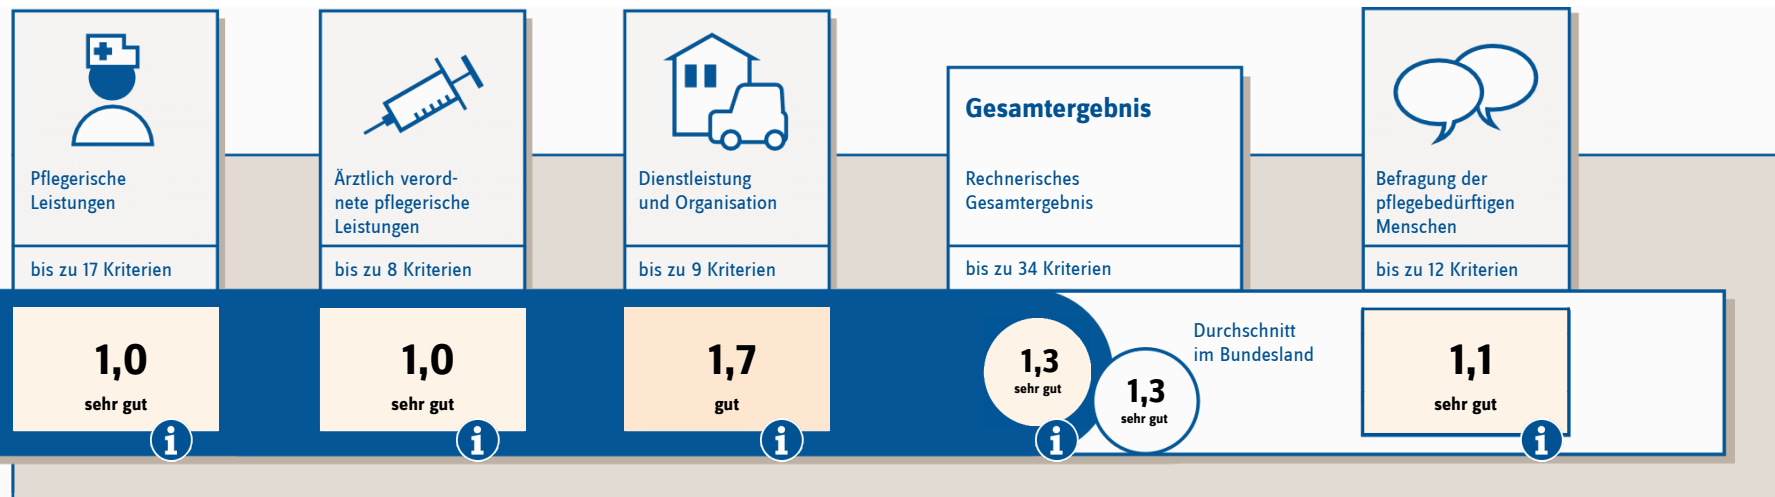 Pflegerische
Leistungen
bis zu 17 Kriterien
1,0
sehr gut
i
Ärztlich verord-
nete pflegerische
Leistungen
bis zu 8 Kriterien
1,0
sehr gut
i
Dienstleistung
und Organisation
bis zu 9 Kriterien
1,7
gut
i
Gesamtergebnis
Rechnerisches
Gesamtergebnis
bis zu 34 Kriterien
1,3
sehr gut
i
Durchschnitt
im Bundesland
1,3
sehr gut
Befragung der
pflegebedürftigen
Menschen
bis zu 12 Kriterien
1,1
sehr gut
i